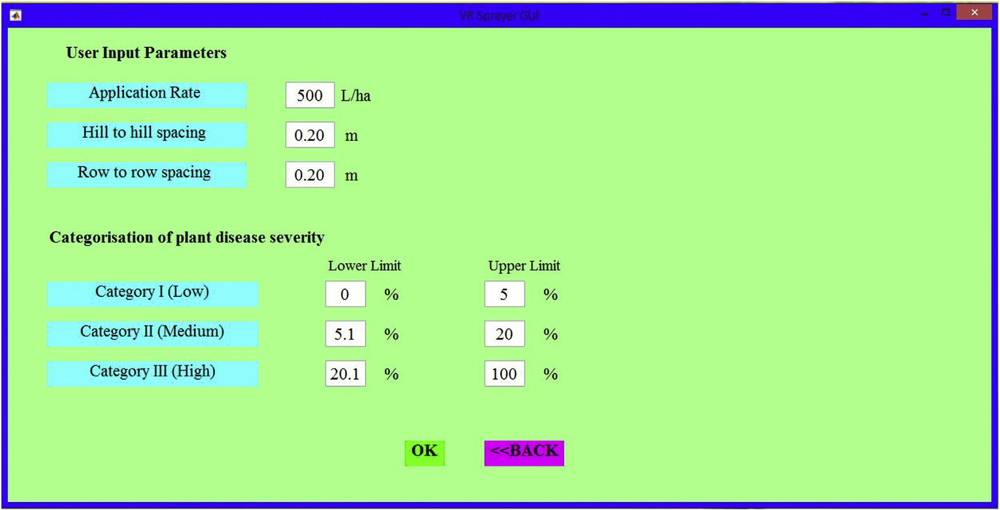 VR Sprayer GUI
User Input Parameters
Application Rate 500 L/ha
Hill to hill spacing 0.20 m
Row to row spacing 0.20 m
Categorisation of plant disease severity
Lower Limit Upper Limit
Category I (Low) 0 % 5 %
Category II (Medium) 5.1 % 20 %
Category III (High) 20.1 % 100 %
OK <<BACK